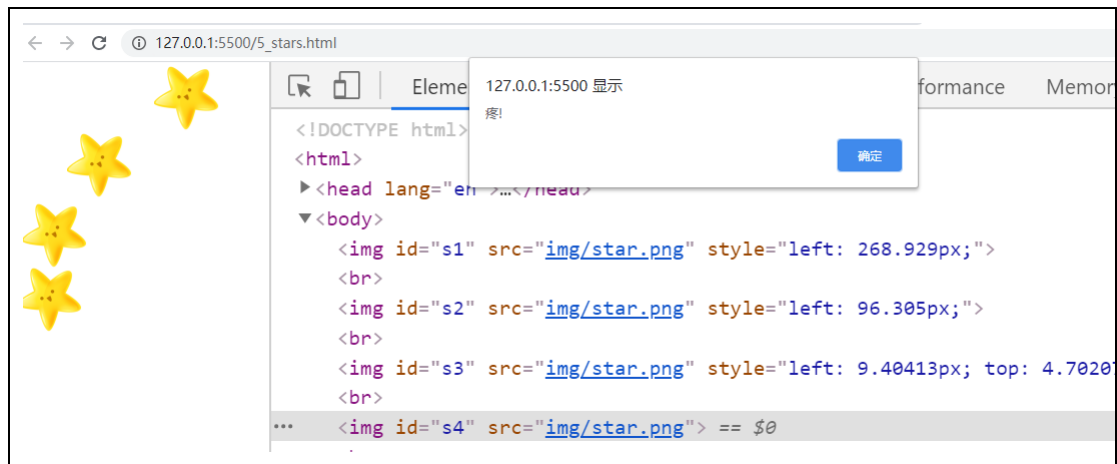 127.0.0.1:5500/5_stars.html
127.0.0.1:5500 显示
疼!
确定
Eleme
formance Memor
<!DOCTYPE html>
<html>
▶<head lang="en">…</head>
▼<body>
<img id="s1" src="img/star.png" style="left: 268.929px;">
<br>
<img id="s2" src="img/star.png" style="left: 96.305px;">
<br>
<img id="s3" src="img/star.png" style="left: 9.40413px; top: 4.70207
<br>
··· <img id="s4" src="img/star.png"> == $0